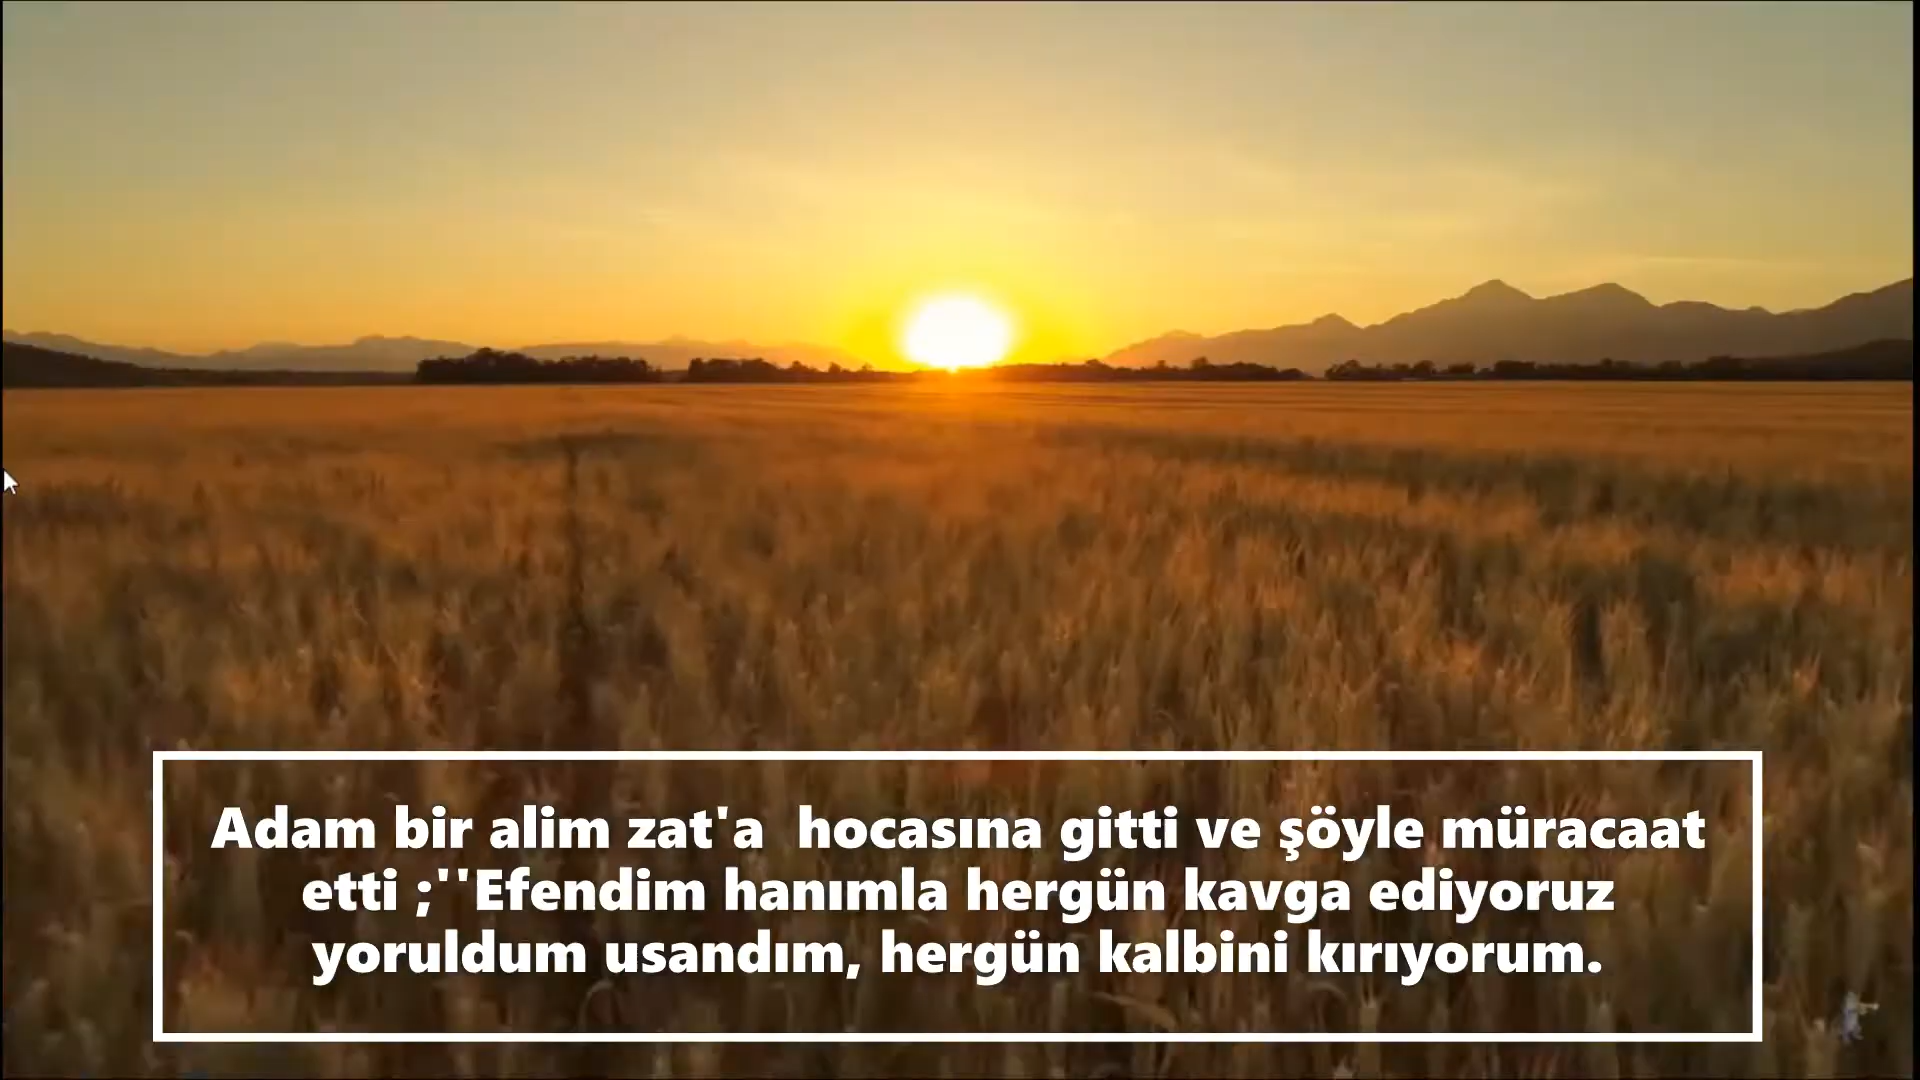 Adam bir alim zat'a  hocasına gitti ve şöyle müracaat
etti ;''Efendim hanımla hergün kavga ediyoruz
yoruldum usandım, hergün kalbini kırıyorum.